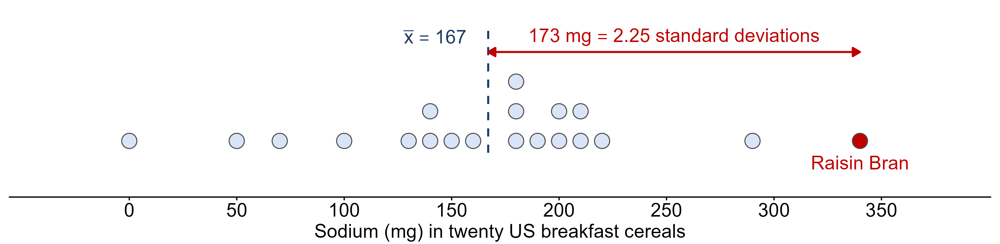 x̅ = 167
173 mg = 2.25 standard deviations
Raisin Bran
0 50 100 150 200 250 300 350
Sodium (mg) in twenty US breakfast cereals